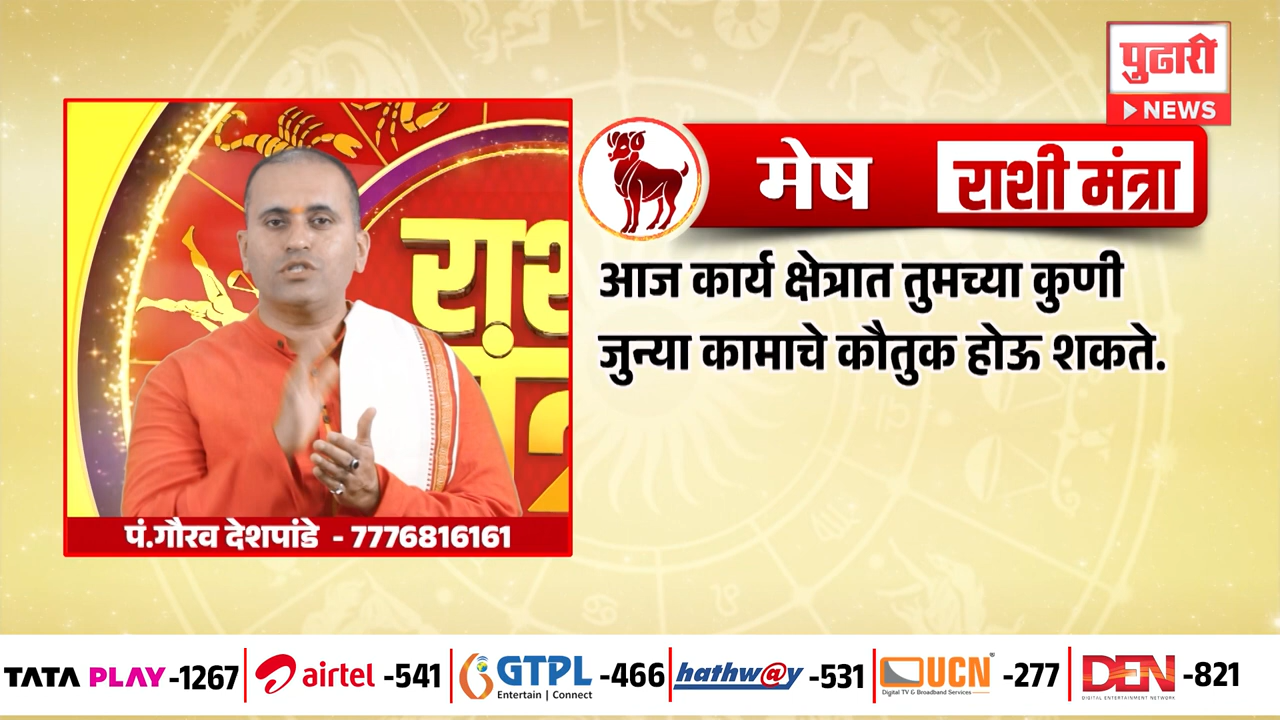 पुढारी
NEWS
मेष राशी मंत्रा
आज कार्य क्षेत्रात तुमच्या कुणी
जुन्या कामाचे कौतुक होऊ शकते.
पं.गौरव देशपांडे - 7776816161
TATA PLAY -1267 airtel -541 GTPL -466 hathw@y -531 UCN -277 DEN -821
Entertain | Connect
Digital TV & Broadband Services
DIGITAL ENTERTAINMENT NETWORK